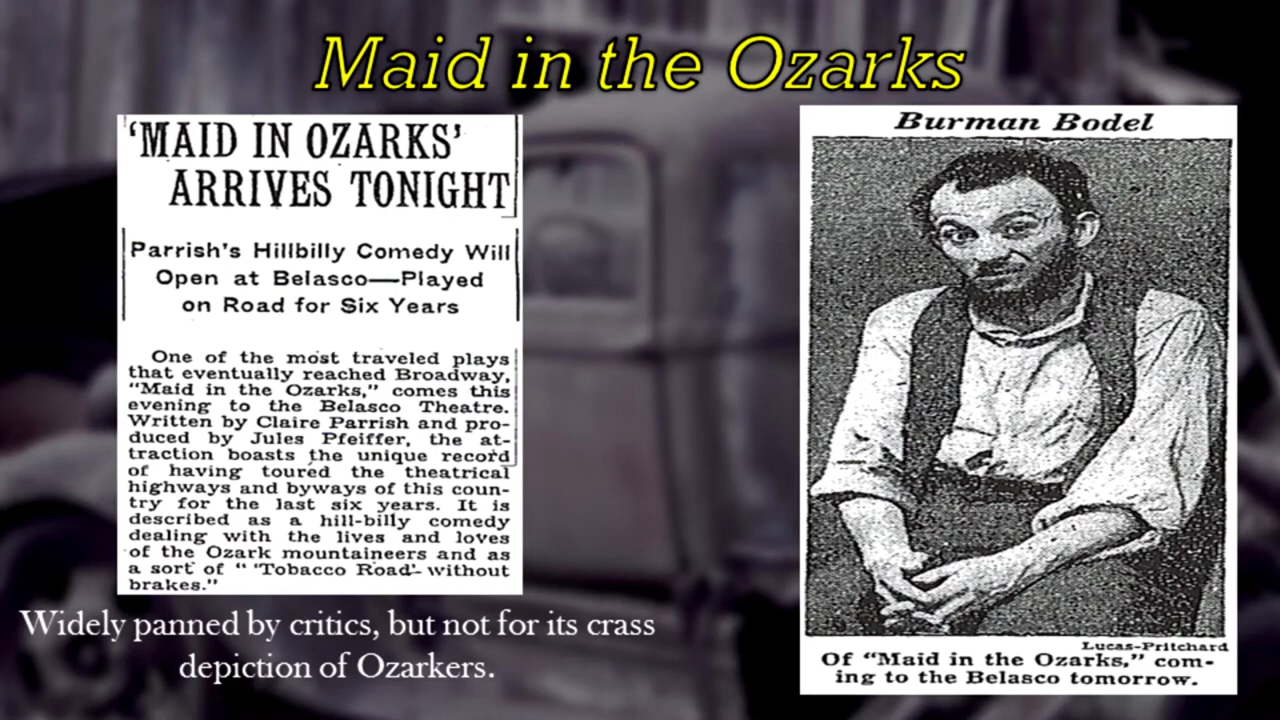 Maid in the Ozarks
'MAID IN OZARKS'
ARRIVES TONIGHT
Parrish's Hillbilly Comedy Will
Open at Belasco—Played
on Road for Six Years
One of the most traveled plays
that eventually reached Broadway,
"Maid in the Ozarks," comes this
evening to the Belasco Theatre.
Written by Claire Parrish and pro-
duced by Jules Pfeiffer, the at-
traction boasts the unique record
of having toured the theatrical
highways and byways of this coun-
try for the last six years. It is
described as a hill-billy comedy
dealing with the lives and loves
of the Ozark mountaineers and as
a sort of " 'Tobacco Road' without
brakes."
Widely panned by critics, but not for its crass
depiction of Ozarkers.
Burman Bodel
Lucas-Pritchard
Of "Maid in the Ozarks," com-
ing to the Belasco tomorrow.